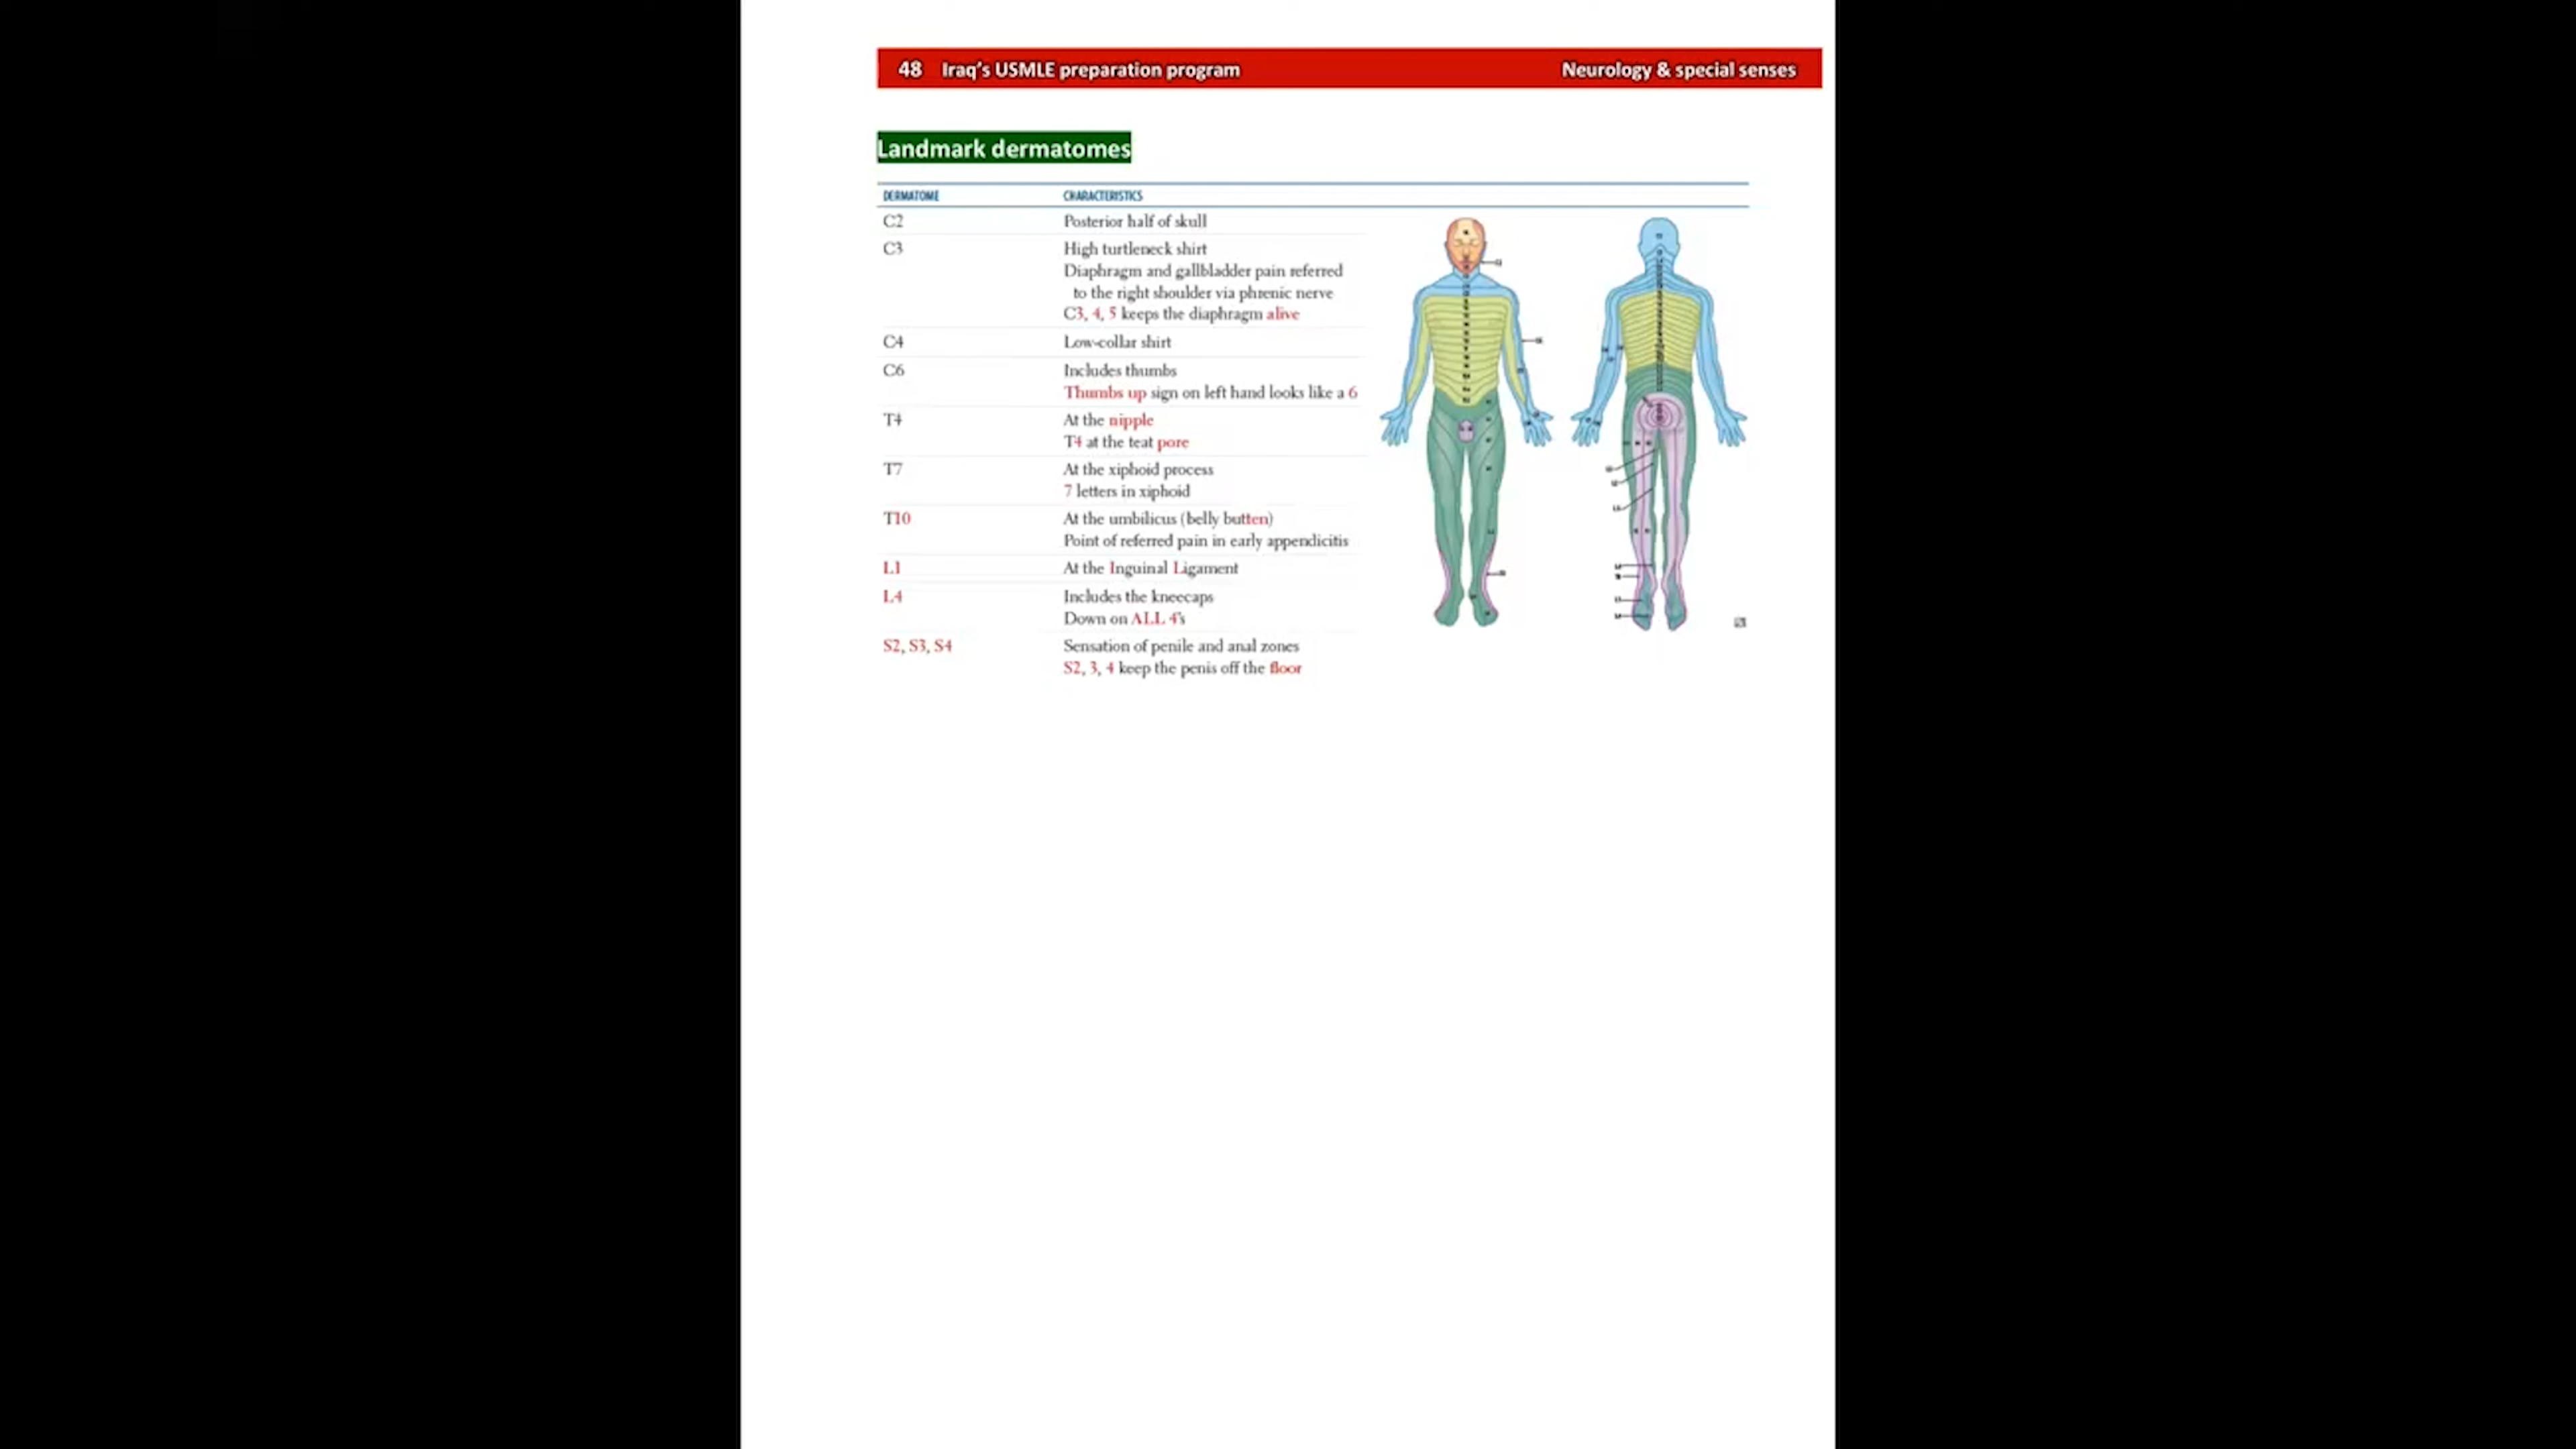 48 Iraq's USMLE preparation program
Neurology & special senses
Landmark dermatomes
DERMATOME CHARACTERISTICS
C2 Posterior half of skull
C3 High turtleneck shirt
Diaphragm and gallbladder pain referred
to the right shoulder via phrenic nerve
C3, 4, 5 keeps the diaphragm alive
C4 Low-collar shirt
C6 Includes thumbs
Thumbs up sign on left hand looks like a 6
T4 At the nipple
T4 at the teat pore
T7 At the xiphoid process
7 letters in xiphoid
T10 At the umbilicus (belly butten)
Point of referred pain in early appendicitis
L1 At the Inguinal Ligament
L4 Includes the kneecaps
Down on ALL 4's
S2, S3, S4 Sensation of penile and anal zones
S2, 3, 4 keep the penis off the floor